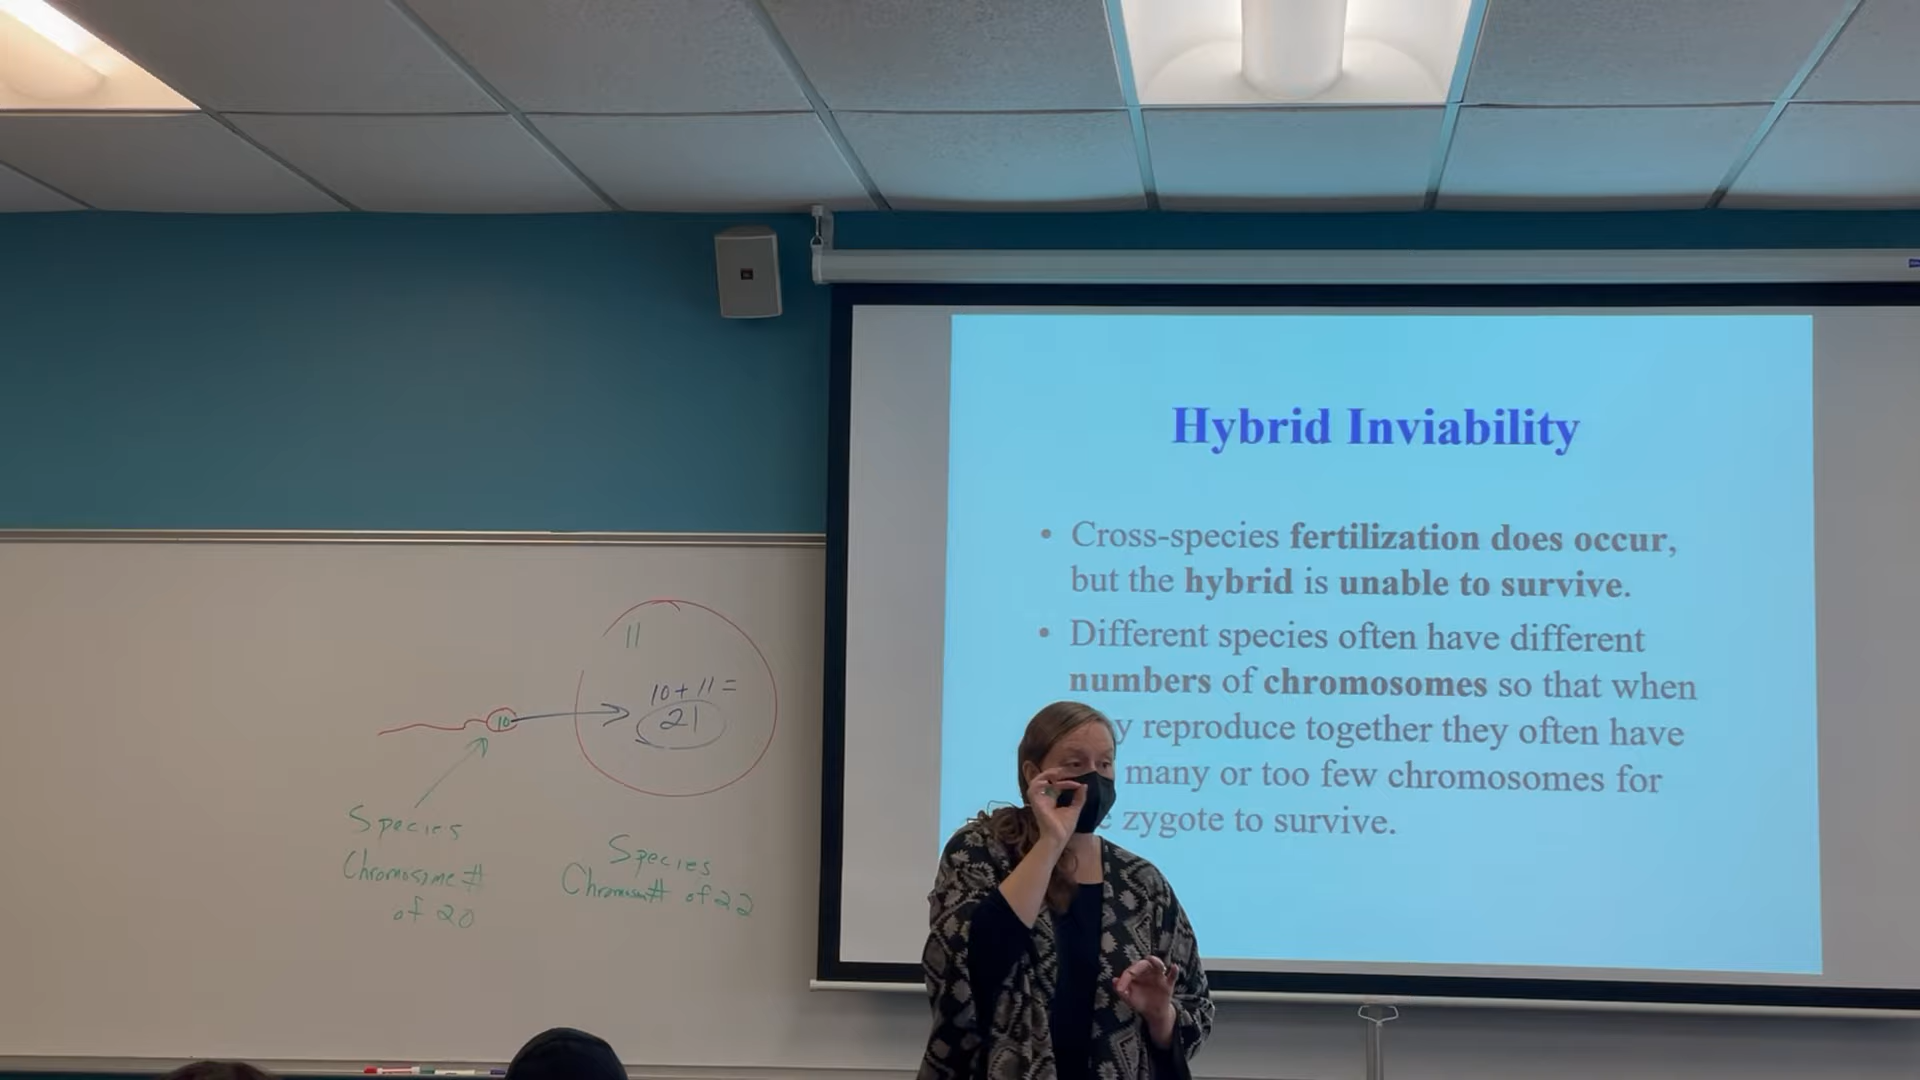 Hybrid Inviability
• Cross-species fertilization does occur,
but the hybrid is unable to survive.
• Different species often have different
numbers of chromosomes so that when
y reproduce together they often have
many or too few chromosomes for
e zygote to survive.
11
10+11=
21
10
Species
Chromosome #
of 20
Species
Chromosom# of 22